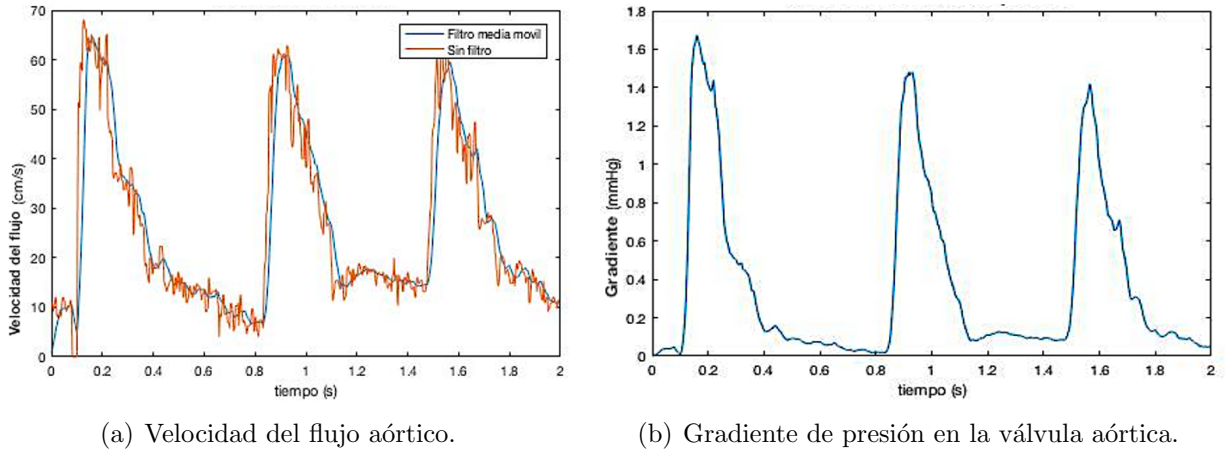 70
60
50
40
30
20
10
0
Velocidad del flujo (cm/s)
Filtro media movil
Sin filtro
0 0.2 0.4 0.6 0.8 1 1.2 1.4 1.6 1.8 2
tiempo (s)
(a) Velocidad del flujo aórtico.
1.8
1.6
1.4
1.2
1
0.8
0.6
0.4
0.2
0
Gradiente (mmHg)
0 0.2 0.4 0.6 0.8 1 1.2 1.4 1.6 1.8 2
tiempo (s)
(b) Gradiente de presión en la válvula aórtica.